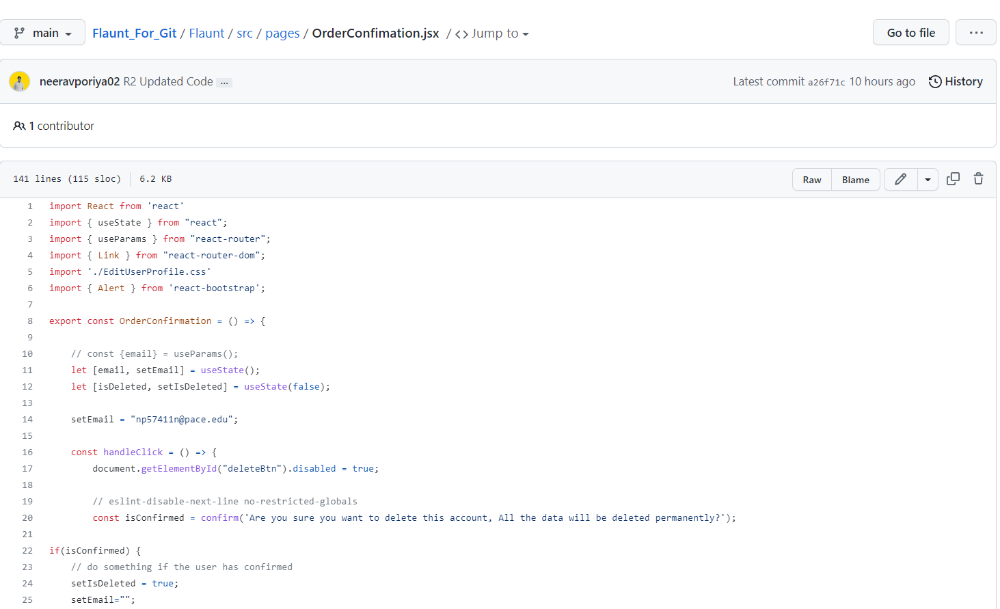 main Flaunt_For_Git / Flaunt / src / pages / OrderConfimation.jsx / <> Jump to Go to file ...
neeravporiya02 R2 Updated Code ... Latest commit a26f71c 10 hours ago History
1 contributor
141 lines (115 sloc) 6.2 KB Raw Blame
1 import React from 'react'
2 import { useState } from "react";
3 import { useParams } from "react-router";
4 import { Link } from "react-router-dom";
5 import './EditUserProfile.css'
6 import { Alert } from 'react-bootstrap';
7
8 export const OrderConfirmation = () => {
9
10 // const {email} = useParams();
11 let [email, setEmail] = useState();
12 let [isDeleted, setIsDeleted] = useState(false);
13
14 setEmail = "np57411n@pace.edu";
15
16 const handleClick = () => {
17 document.getElementById("deleteBtn").disabled = true;
18
19 // eslint-disable-next-line no-restricted-globals
20 const isConfirmed = confirm('Are you sure you want to delete this account, All the data will be deleted permanently?');
21
22 if(isConfirmed) {
23 // do something if the user has confirmed
24 setIsDeleted = true;
25 setEmail="";